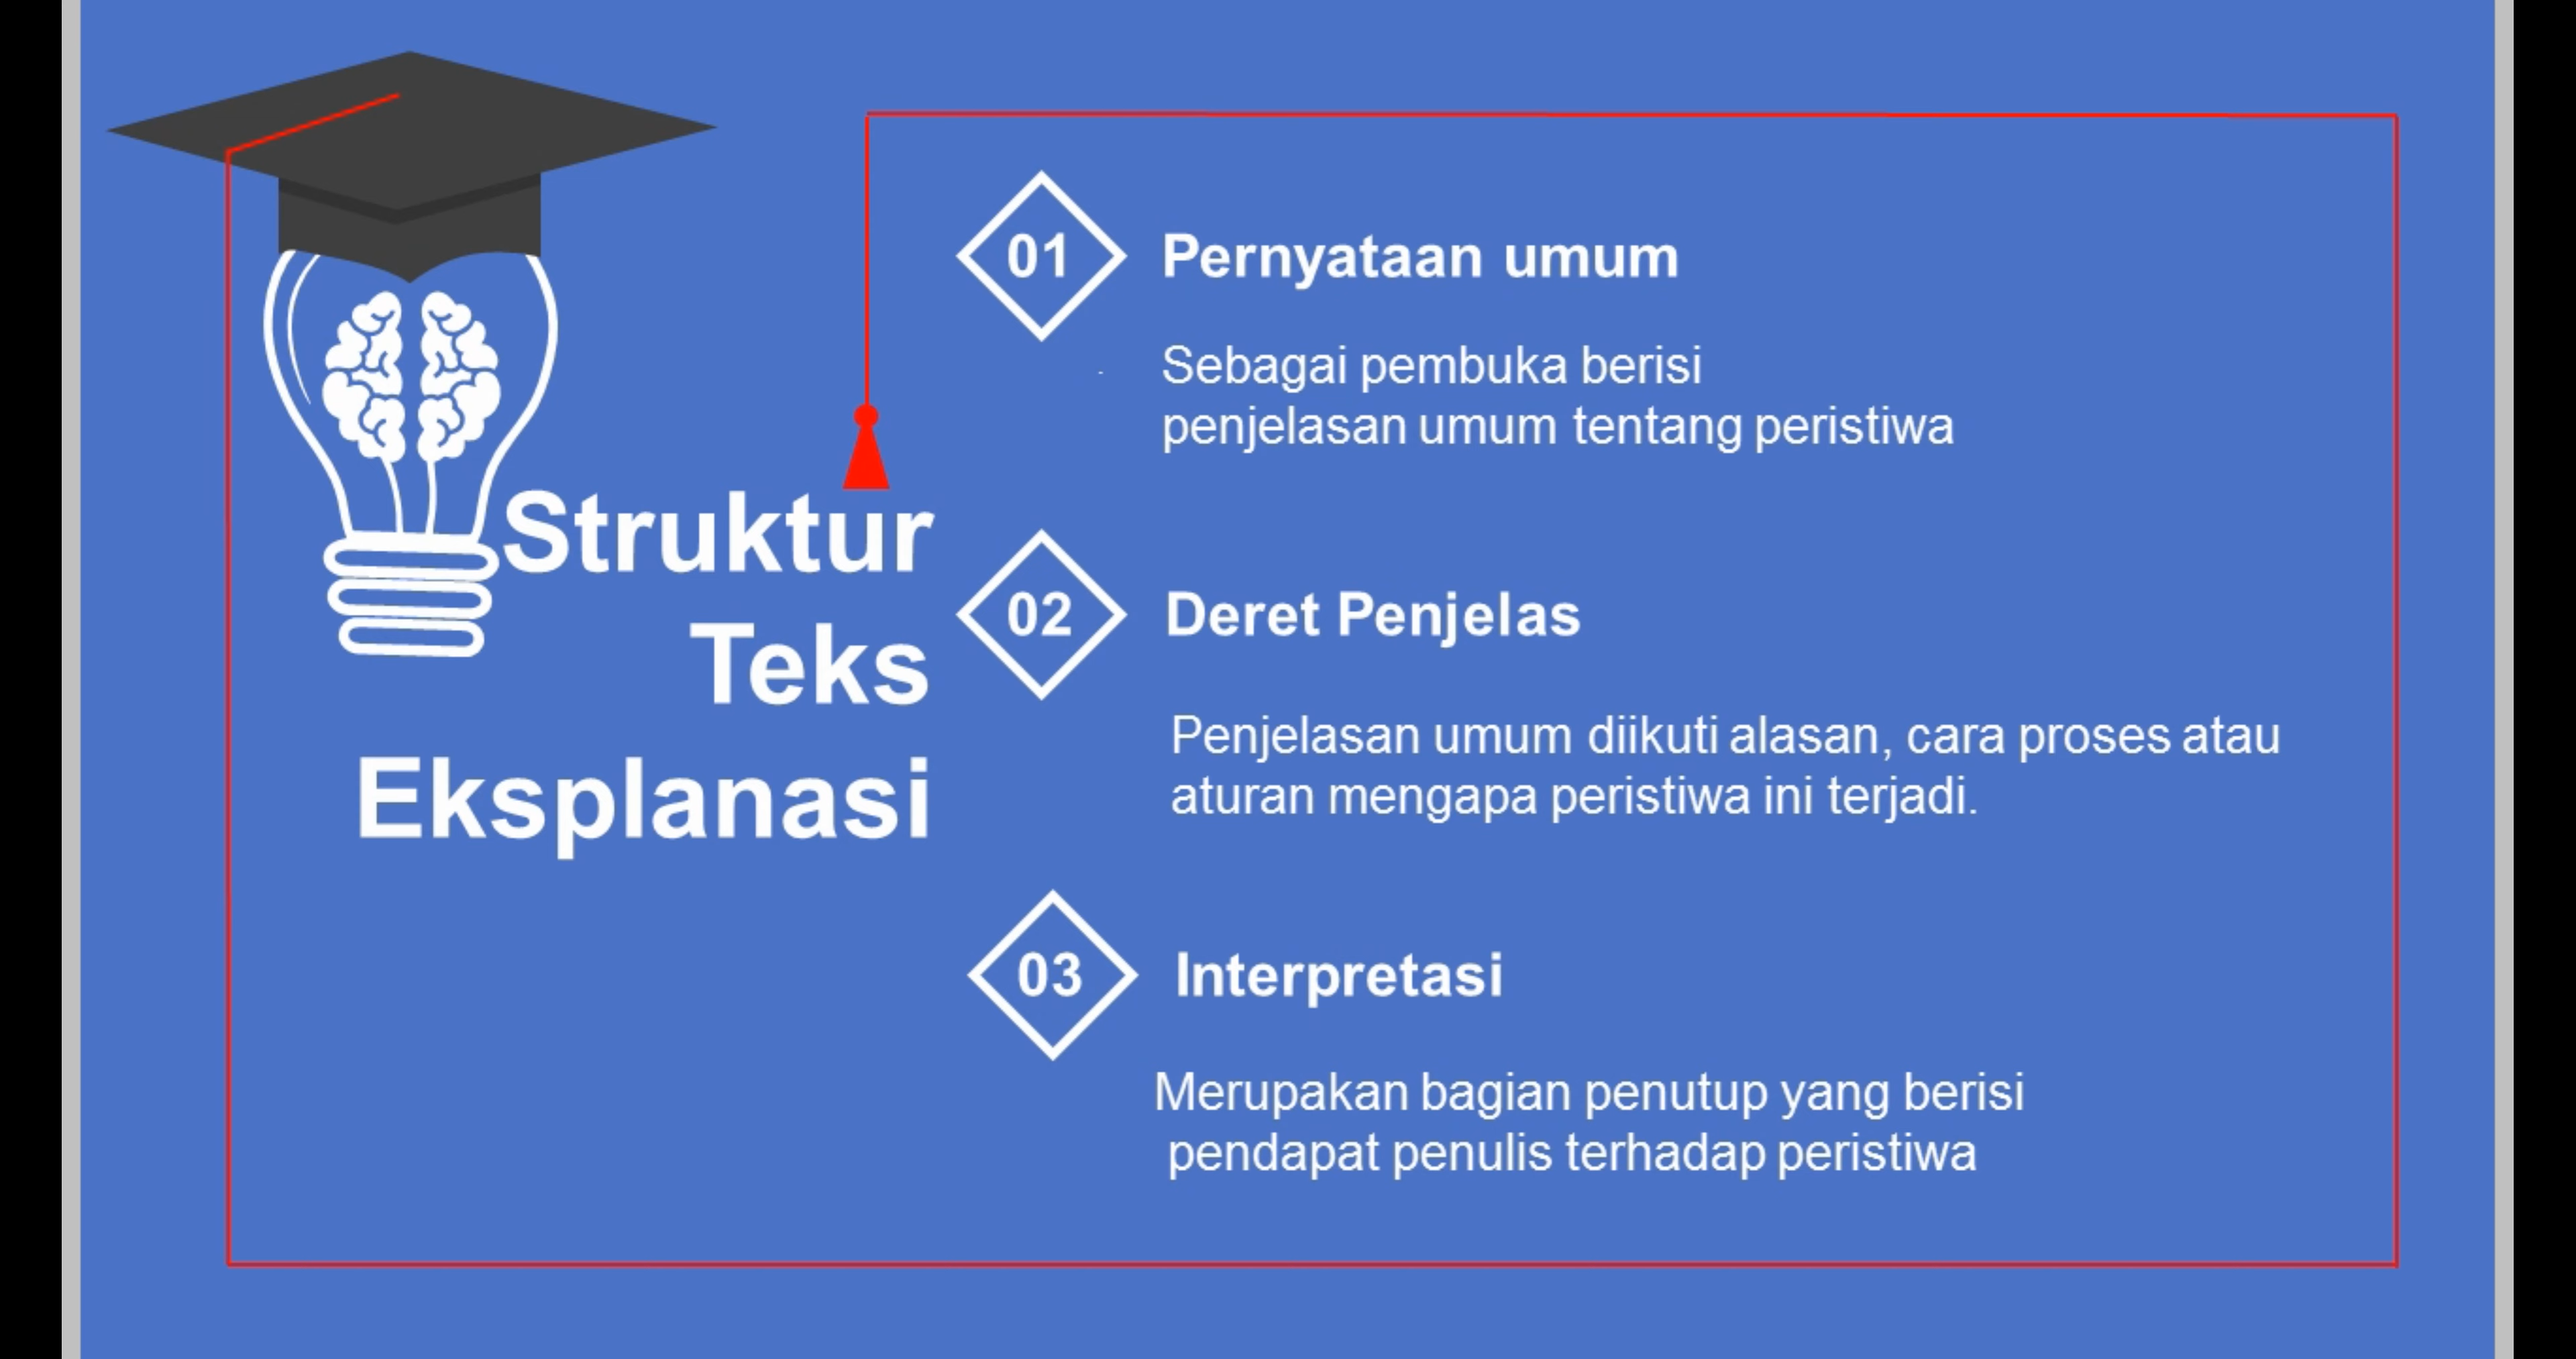 Struktur
Teks
Eksplanasi
01
Pernyataan umum
Sebagai pembuka berisi
penjelasan umum tentang peristiwa
02
Deret Penjelas
Penjelasan umum diikuti alasan, cara proses atau
aturan mengapa peristiwa ini terjadi.
03
Interpretasi
Merupakan bagian penutup yang berisi
pendapat penulis terhadap peristiwa